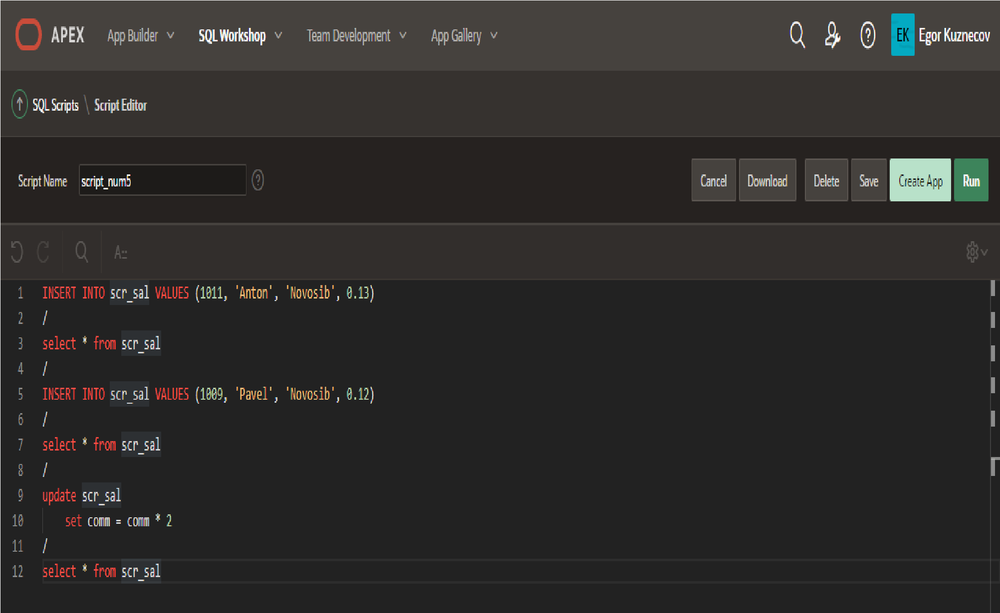 APEX App Builder SQL Workshop Team Development App Gallery EK Egor Kuznecov
SQL Scripts \ Script Editor
Script Name script_num5 Cancel Download Delete Save Create App Run
1 INSERT INTO scr_sal VALUES (1011, 'Anton', 'Novosib', 0.13)
2 /
3 select * from scr_sal
4 /
5 INSERT INTO scr_sal VALUES (1009, 'Pavel', 'Novosib', 0.12)
6 /
7 select * from scr_sal
8 /
9 update scr_sal
10 set comm = comm * 2
11 /
12 select * from scr_sal